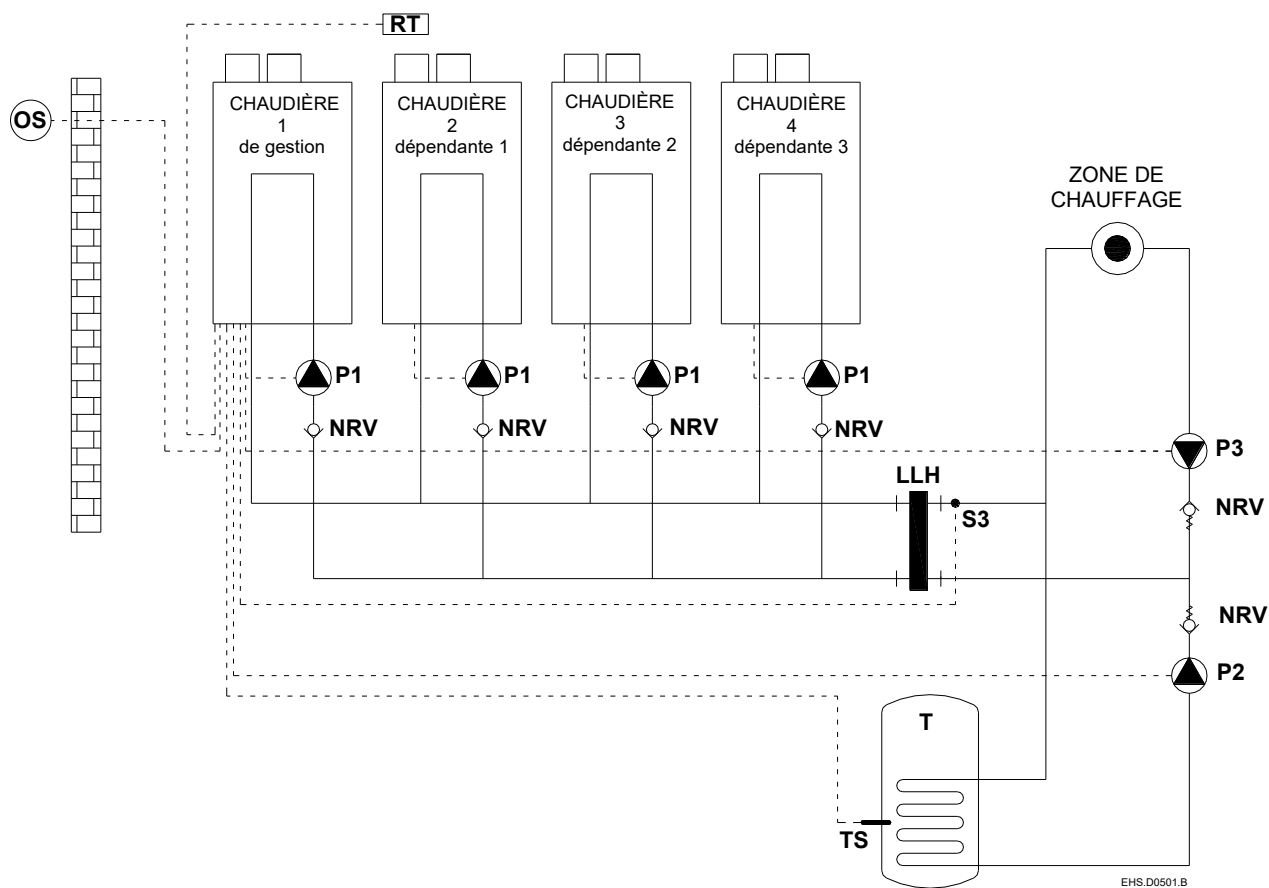 RT
OS
CHAUDIÈRE
1
de gestion
CHAUDIÈRE
2
dépendante 1
CHAUDIÈRE
3
dépendante 2
CHAUDIÈRE
4
dépendante 3
ZONE DE
CHAUFFAGE
P1
P1
P1
P1
NRV
NRV
NRV
NRV
P3
LLH
S3
NRV
NRV
P2
T
TS
EHS.D0501.B